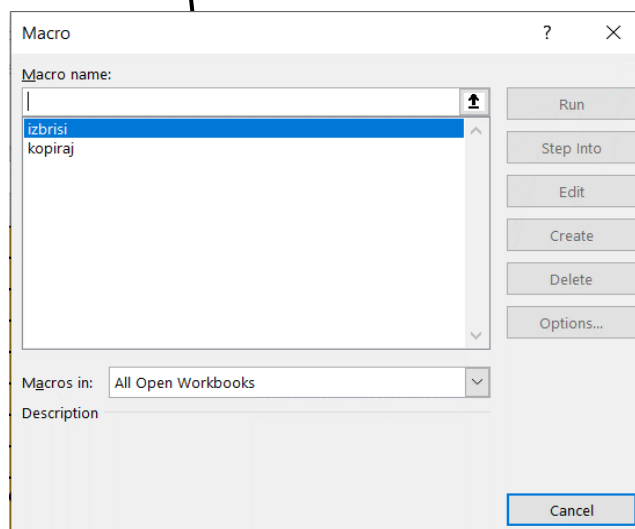 Macro
?
Macro name:
izbrisi
kopiraj
Run
Step Into
Edit
Create
Delete
Options...
Macros in: All Open Workbooks
Description
Cancel